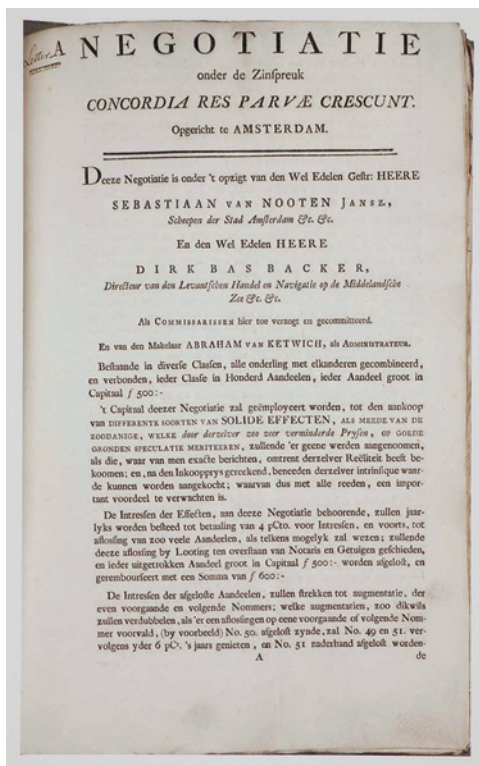 Letter
A NEGOTIATIE
onder de Zinſpreuk
CONCORDIA RES PARVÆ CRESCUNT.
Opgericht te AMSTERDAM.
Deeze Negotiatie is onder 't opzigt van den Wel Edelen Geſtr: HEERE
SEBASTIAAN VAN NOOTEN JANSZ.,
Scheepen der Stad Amſterdam &c. &c.
En den Wel Edelen HEERE
DIRK BAS BACKER,
Directeur van den Levantſchen Handel en Navigatie op de Middelandſche
Zee &c. &c.
Als COMMISSARISSEN hier toe verzogt en gecommitteerd.
En van den Makelaar ABRAHAM VAN KETWICH, als ADMINISTRATEUR.
Beſtaande in diverſe Claſſen, alle onderling met elkanderen gecombineerd,
en verbonden, ieder Claſſe in Honderd Aandeelen, ieder Aandeel groot in
Capitaal ƒ 500:-
't Capitaal deezer Negotiatie zal geëmployeert worden, tot den aankoop
van DIFFERENTE SOORTEN VAN SOLIDE EFFECTEN, ALS MEEDE VAN DE
ZOODANIGE, WELKE door derzelver zoo zeer verminderde Pryſen, OP GOEDE
GRONDEN SPECULATIE MERITEEREN, zullende 'er geene werden aangenoomen,
als die, waar van men exacte berichten, omtrent derzelver Reëliteit heeft be-
koomen; en, na den Inkoopprys gereekend, beneeden derzelver intrinſique waar-
de kunnen worden aangekocht; waarvan dus met alle reeden, een impor-
tant voordeel te verwachten is.
De Intreſſen der Effecten, aan deeze Negotiatie behoorende, zullen jaar-
lyks worden beſteed tot betaling van 4 pCto. voor Intreſſen, en voorts, tot
afloſſing van zoo veele Aandeelen, als telkens mogelyk zal wezen; zullende
deeze afloſing by Looting ten overſtaan van Notaris en Getuigen geſchieden,
en ieder uitgetrokken Aandeel groot in Capitaal ƒ 500:- worden afgeloſt, en
gerembourſeert met een Somma van ƒ 600:-
De Intreſſen der afgeloſte Aandeelen, zullen ſtrekken tot augmentatie, der
even voorgaande en volgende Nommers; welke augmentatien, zoo dikwils
zullen verdubbelen, als 'er een afloſſingen op eene voorgaande of volgende Nom-
mer voorvald, (by voorbeeld) No. 50. afgeloſt zynde, zal No. 49 en 51. ver-
volgens yder 6 pCt. 's jaars genieten, en No. 51 naderhand afgeloſt worden-
A de